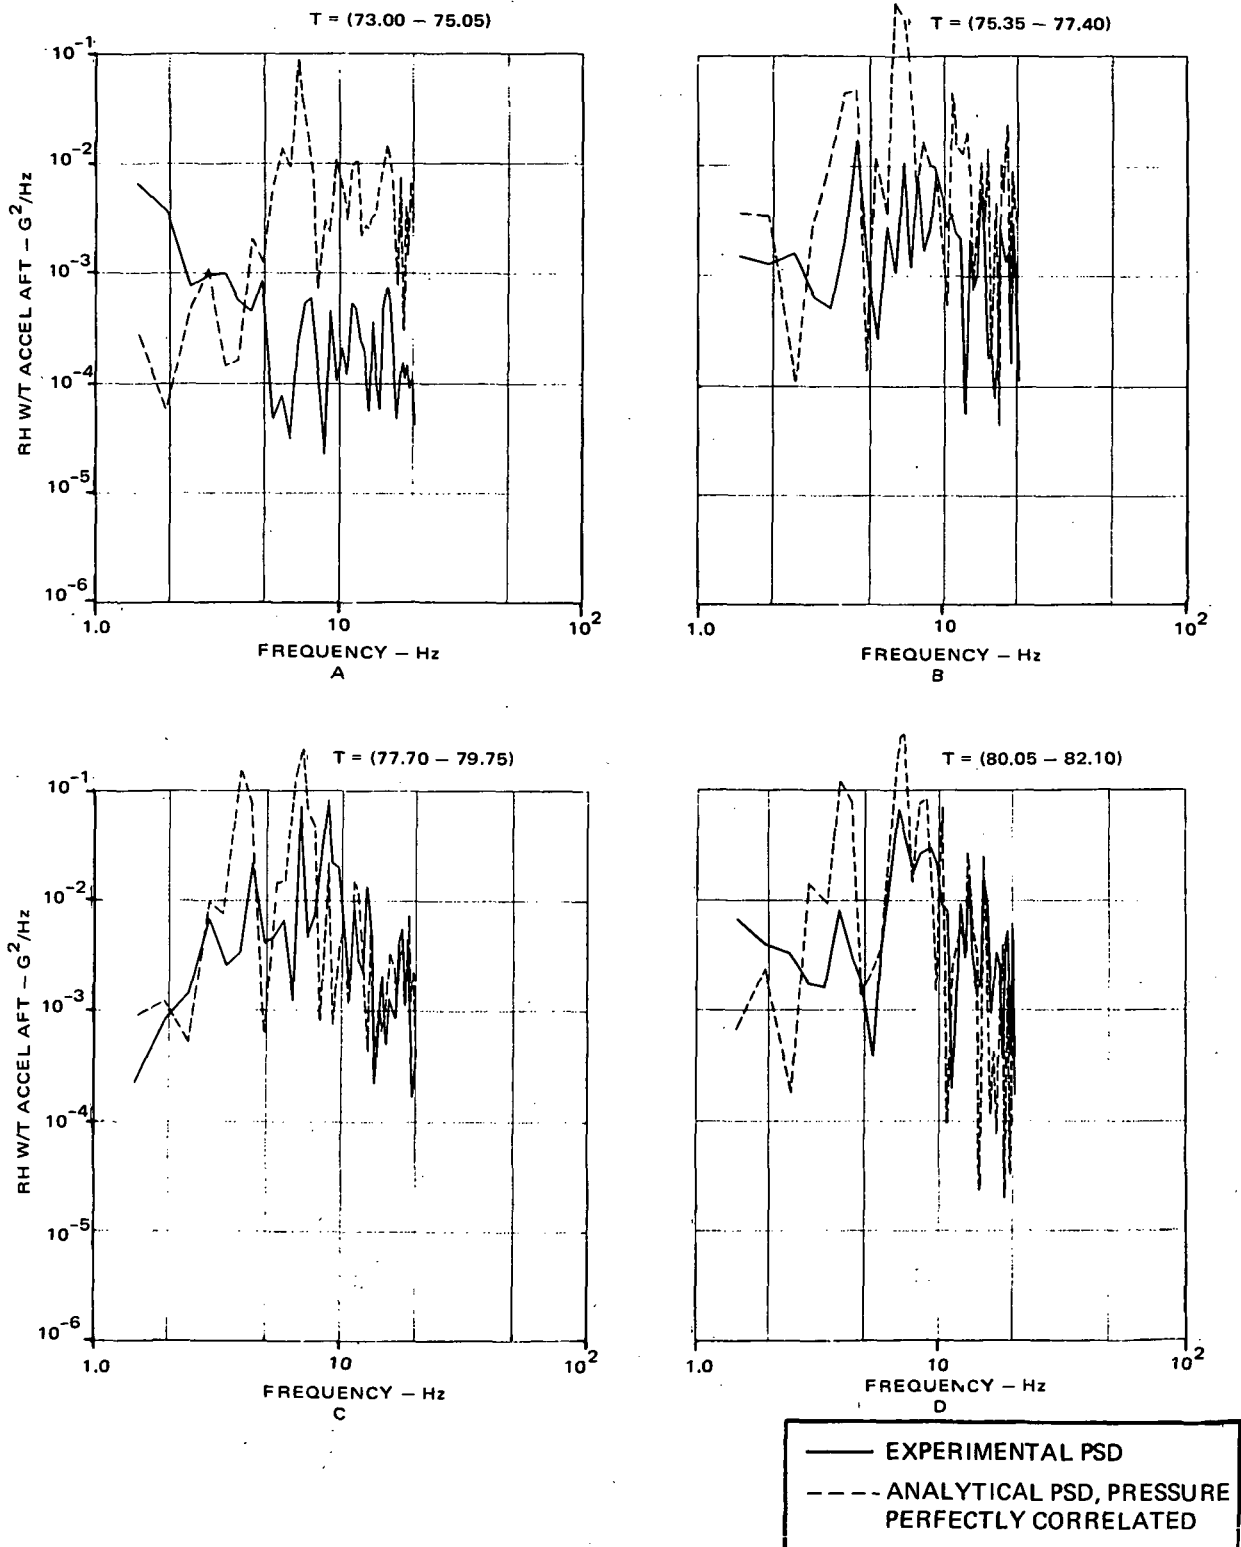 T = (73.00 – 75.05)
10⁻¹
10⁻²
10⁻³
10⁻⁴
10⁻⁵
10⁻⁶
RH W/T ACCEL AFT – G²/Hz
1.0 10 10²
FREQUENCY – Hz
A
T = (75.35 – 77.40)
1.0 10 10²
FREQUENCY – Hz
B
T = (77.70 – 79.75)
10⁻¹
10⁻²
10⁻³
10⁻⁴
10⁻⁵
10⁻⁶
RH W/T ACCEL AFT – G²/Hz
1.0 10 10²
FREQUENCY – Hz
C
T = (80.05 – 82.10)
1.0 10 10²
FREQUENCY – Hz
D
EXPERIMENTAL PSD
ANALYTICAL PSD, PRESSURE
PERFECTLY CORRELATED